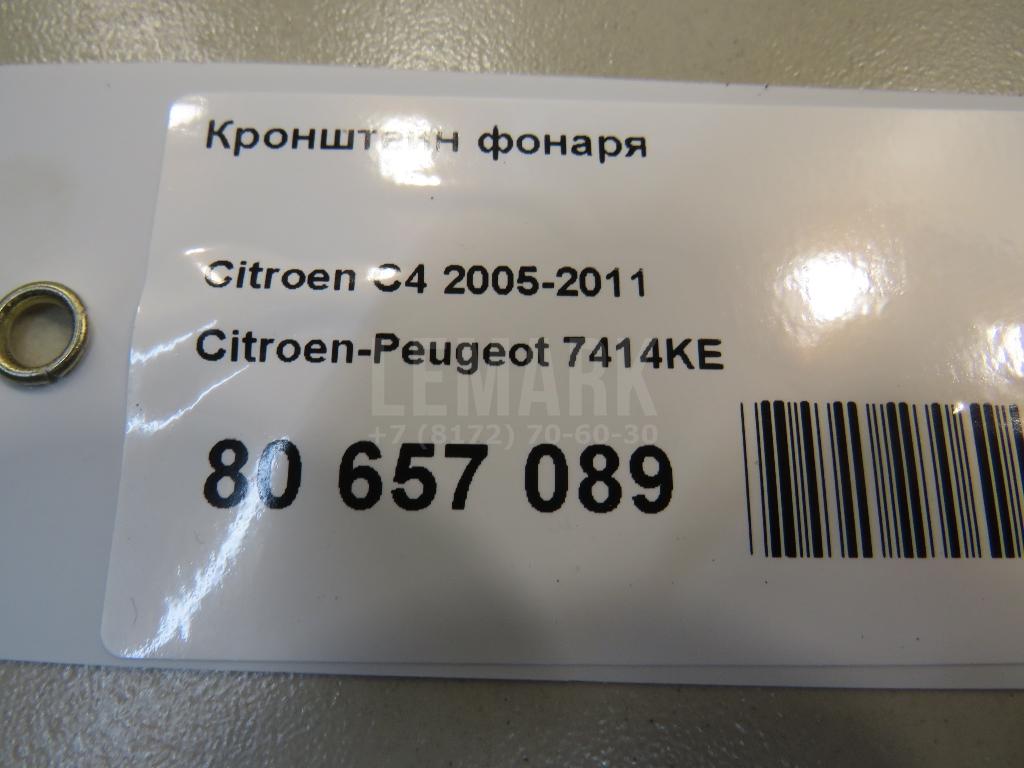 Кронштейн фонаря
Citroen C4 2005-2011
Citroen-Peugeot 7414KE
LEMARK
+7 (8172) 70-60-30
80 657 089